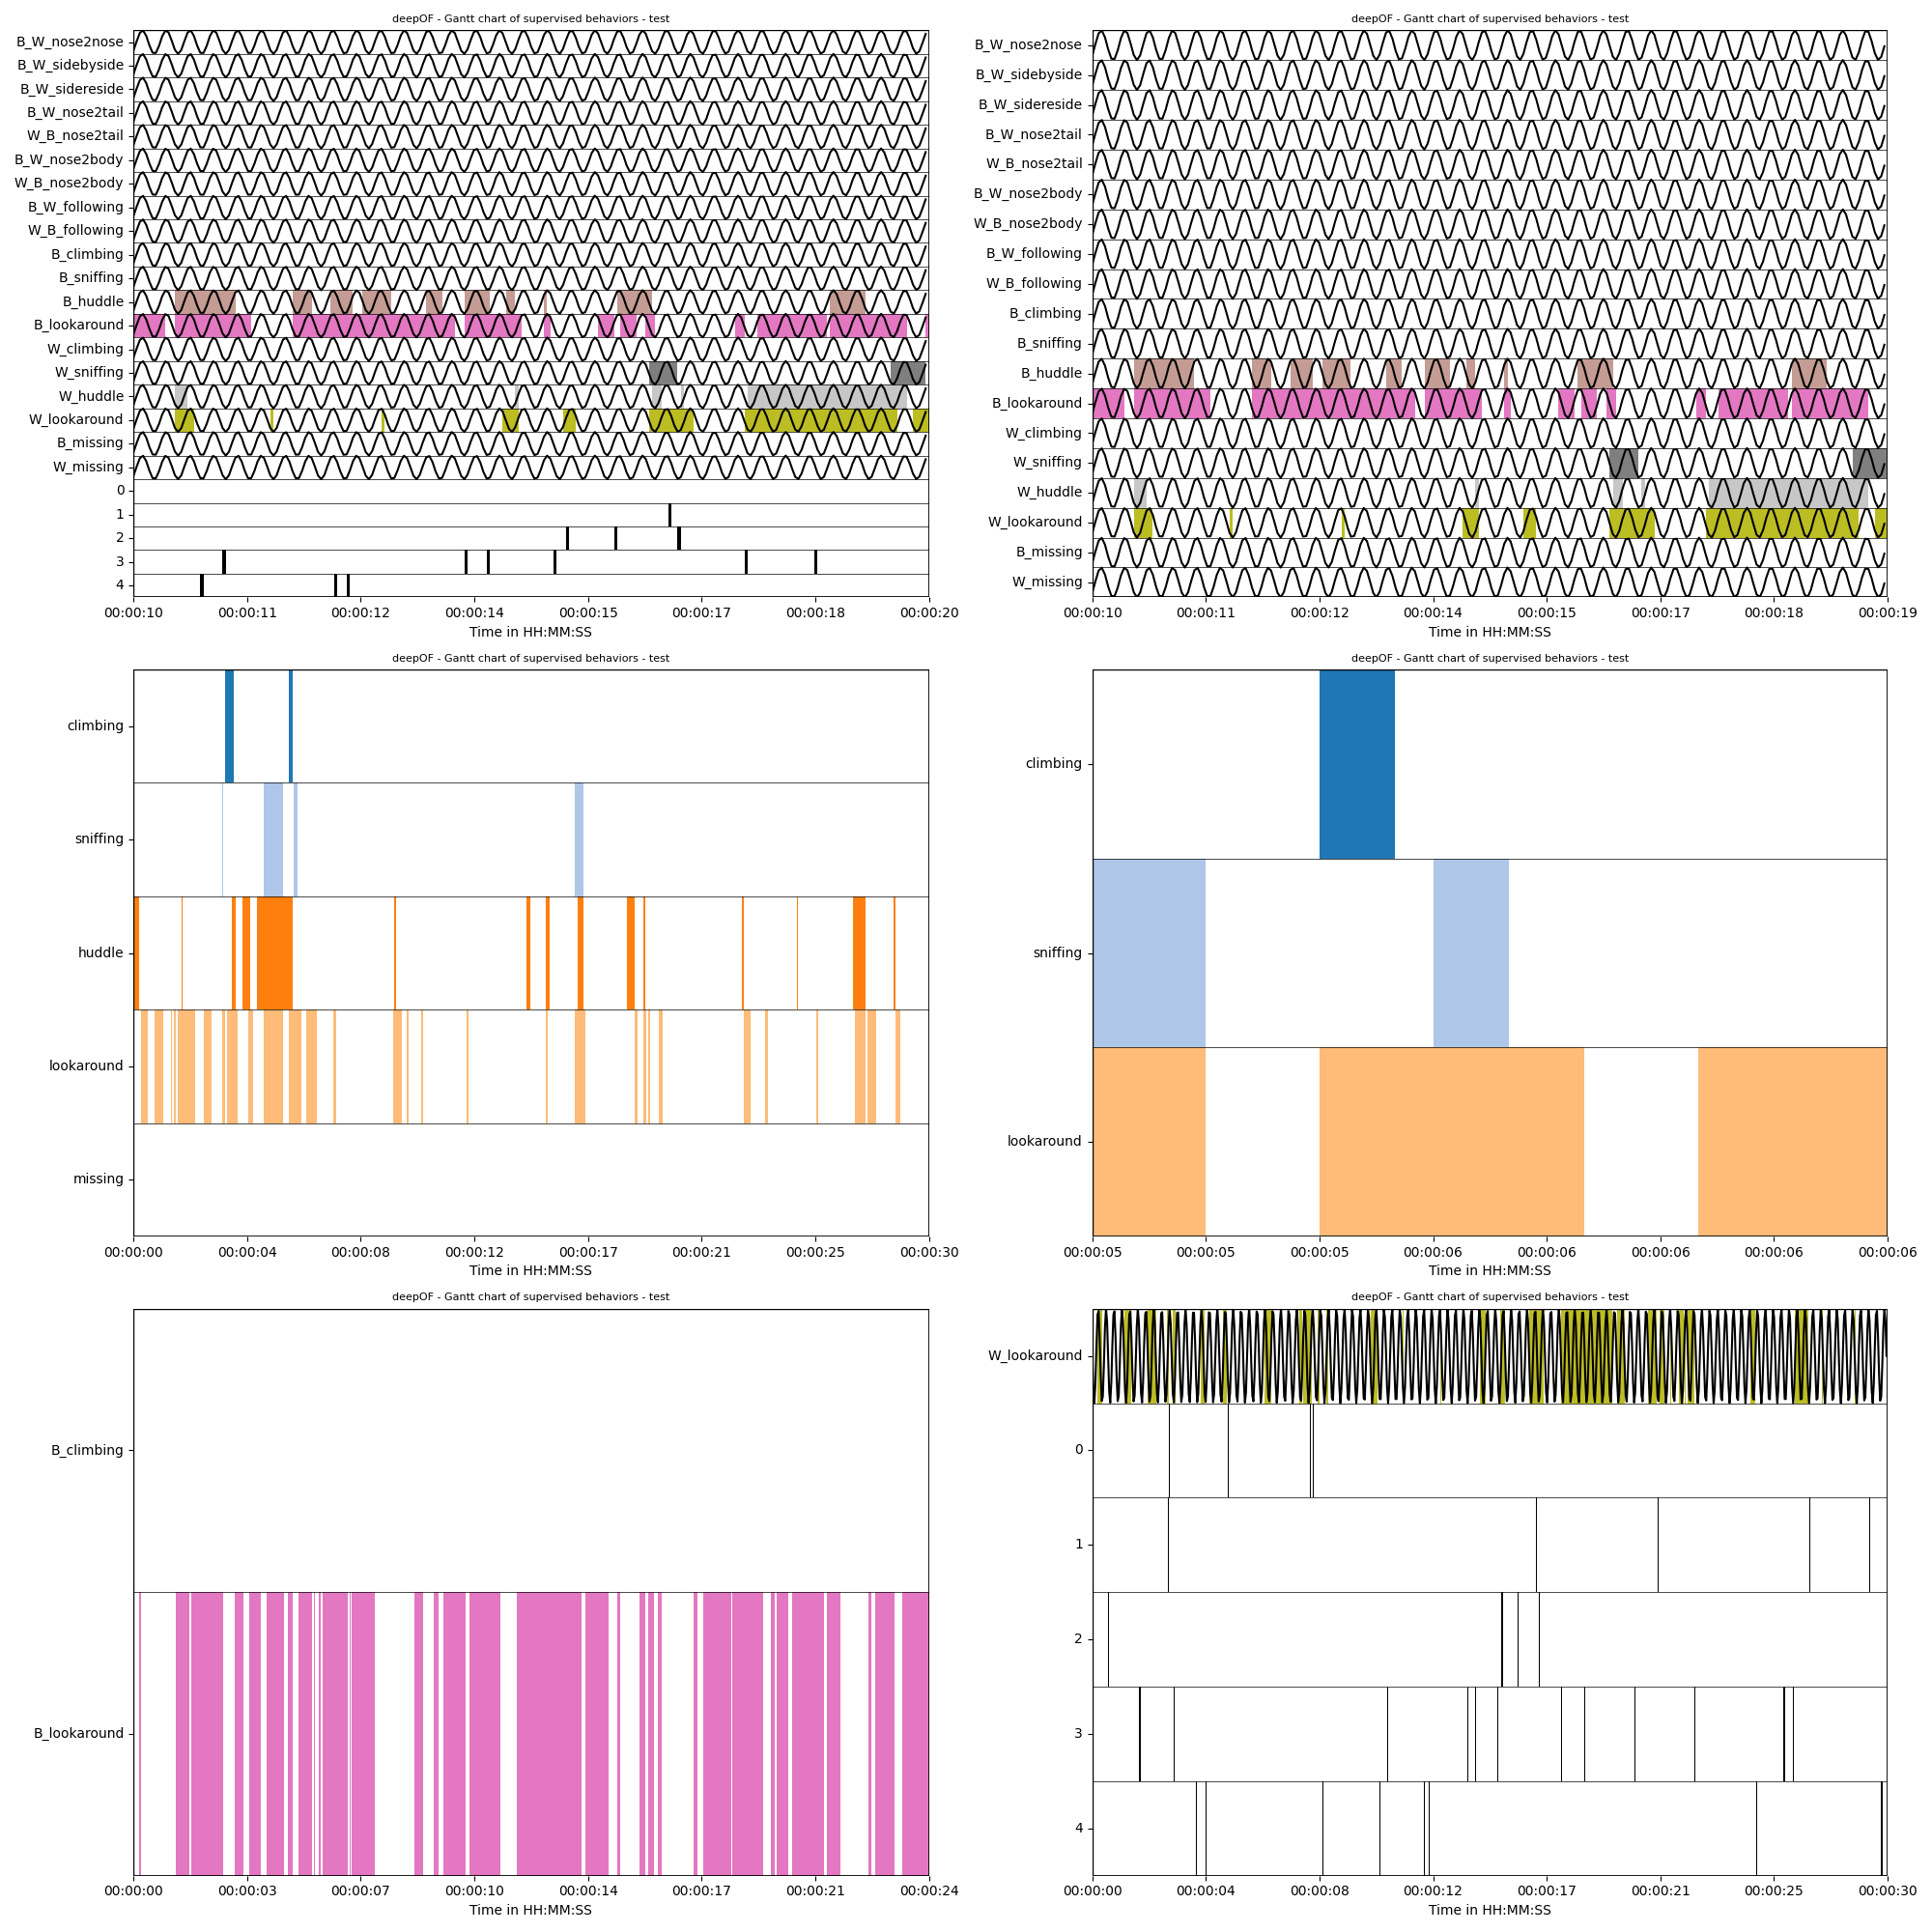 deepOF - Gantt chart of supervised behaviors - test
B_W_nose2nose
B_W_sidebyside
B_W_sidereside
B_W_nose2tail
W_B_nose2tail
B_W_nose2body
W_B_nose2body
B_W_following
W_B_following
B_climbing
B_sniffing
B_huddle
B_lookaround
W_climbing
W_sniffing
W_huddle
W_lookaround
B_missing
W_missing
0
1
2
3
4
00:00:10 00:00:11 00:00:12 00:00:14 00:00:15 00:00:17 00:00:18 00:00:20
Time in HH:MM:SS
deepOF - Gantt chart of supervised behaviors - test
B_W_nose2nose
B_W_sidebyside
B_W_sidereside
B_W_nose2tail
W_B_nose2tail
B_W_nose2body
W_B_nose2body
B_W_following
W_B_following
B_climbing
B_sniffing
B_huddle
B_lookaround
W_climbing
W_sniffing
W_huddle
W_lookaround
B_missing
W_missing
00:00:10 00:00:11 00:00:12 00:00:14 00:00:15 00:00:17 00:00:18 00:00:19
Time in HH:MM:SS
deepOF - Gantt chart of supervised behaviors - test
climbing
sniffing
huddle
lookaround
missing
00:00:00 00:00:04 00:00:08 00:00:12 00:00:17 00:00:21 00:00:25 00:00:30
Time in HH:MM:SS
deepOF - Gantt chart of supervised behaviors - test
climbing
sniffing
lookaround
00:00:05 00:00:05 00:00:05 00:00:06 00:00:06 00:00:06 00:00:06 00:00:06
Time in HH:MM:SS
deepOF - Gantt chart of supervised behaviors - test
B_climbing
B_lookaround
00:00:00 00:00:03 00:00:07 00:00:10 00:00:14 00:00:17 00:00:21 00:00:24
Time in HH:MM:SS
deepOF - Gantt chart of supervised behaviors - test
W_lookaround
0
1
2
3
4
00:00:00 00:00:04 00:00:08 00:00:12 00:00:17 00:00:21 00:00:25 00:00:30
Time in HH:MM:SS